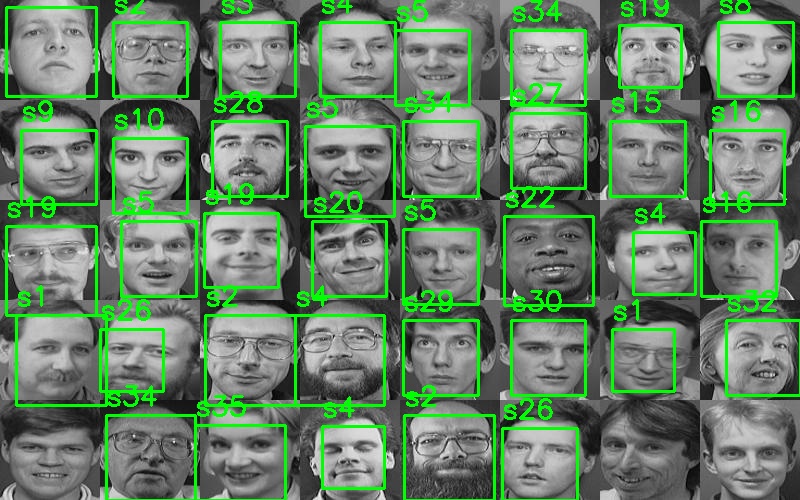 s2 s3 s4 s5 s34 s19 s8
s9 s10 s28 s5 s34 s27 s15 s16
s19 s5 s19 s20 s5 s22 s4 s16
s1 s26 s2 s4 s29 s30 s1 s32
s34 s35 s4 s2 s26